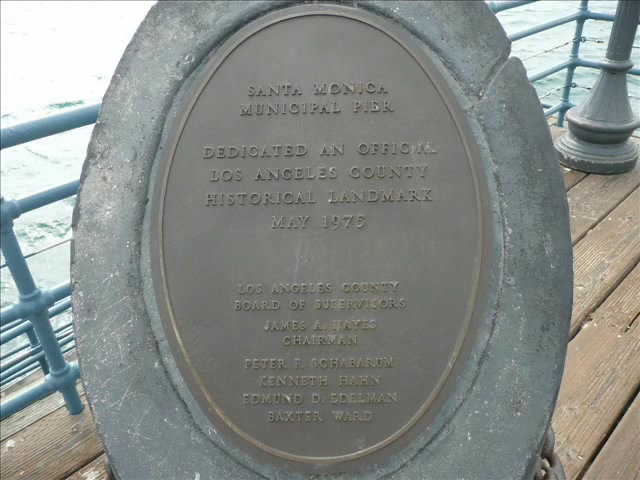 SANTA MONICA
MUNICIPAL PIER
DEDICATED AN OFFICIAL
LOS ANGELES COUNTY
HISTORICAL LANDMARK
MAY 1975
LOS ANGELES COUNTY
BOARD OF SUPERVISORS
JAMES A. HAYES
CHAIRMAN
PETER F. SCHABARUM
KENNETH HAHN
EDMUND D. EDELMAN
BAXTER WARD